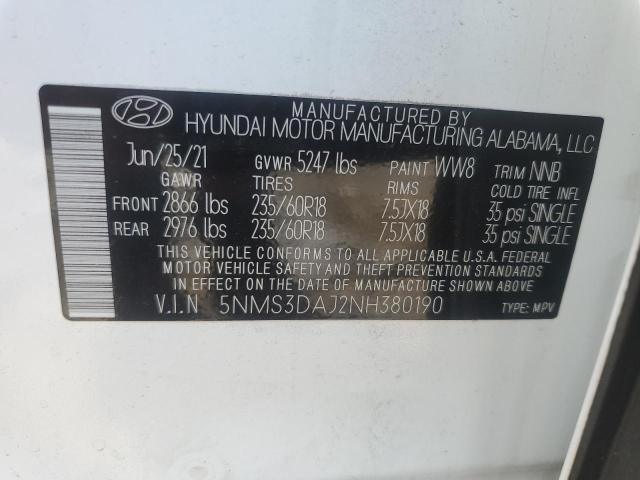 MANUFACTURED BY
HYUNDAI MOTOR MANUFACTURING ALABAMA, LLC
Jun/25/21 GVWR 5247 lbs PAINT WW8 TRIM NNB
GAWR TIRES RIMS COLD TIRE INFL
FRONT 2866 lbs 235/60R18 7.5JX18 35 psi SINGLE
REAR 2976 lbs 235/60R18 7.5JX18 35 psi SINGLE
THIS VEHICLE CONFORMS TO ALL APPLICABLE U.S.A. FEDERAL
MOTOR VEHICLE SAFETY BUMPER AND THEFT PREVENTION STANDARDS
IN EFFECT ON THE DATE OF MANUFACTURE SHOWN ABOVE
V.I.N 5NMS3DAJ2NH380190 TYPE: MPV